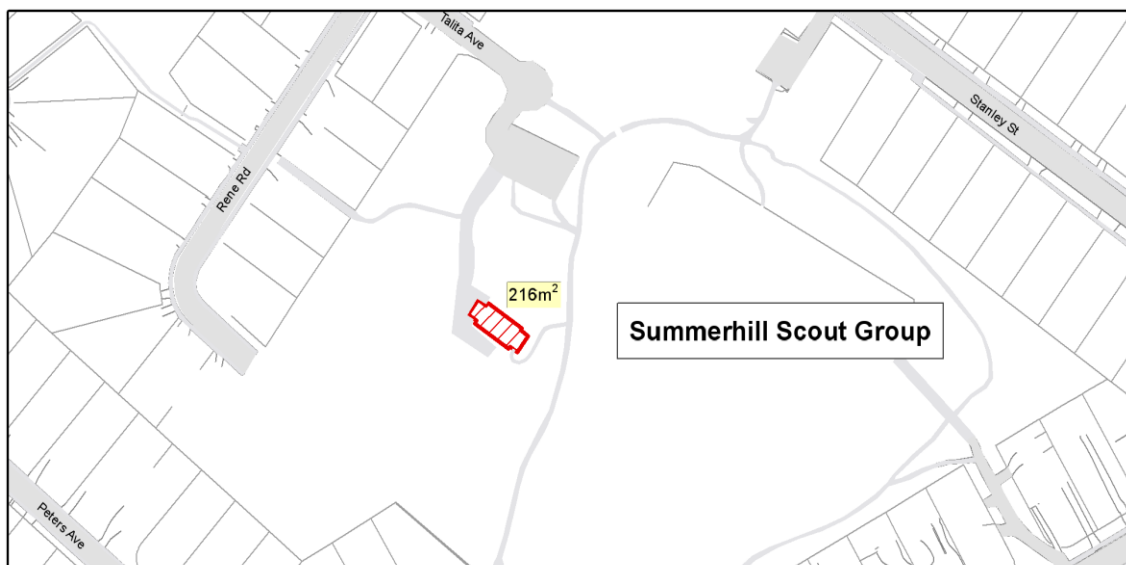 Talita Ave
Stanley St
Rene Rd
216m²
Summerhill Scout Group
Peters Ave